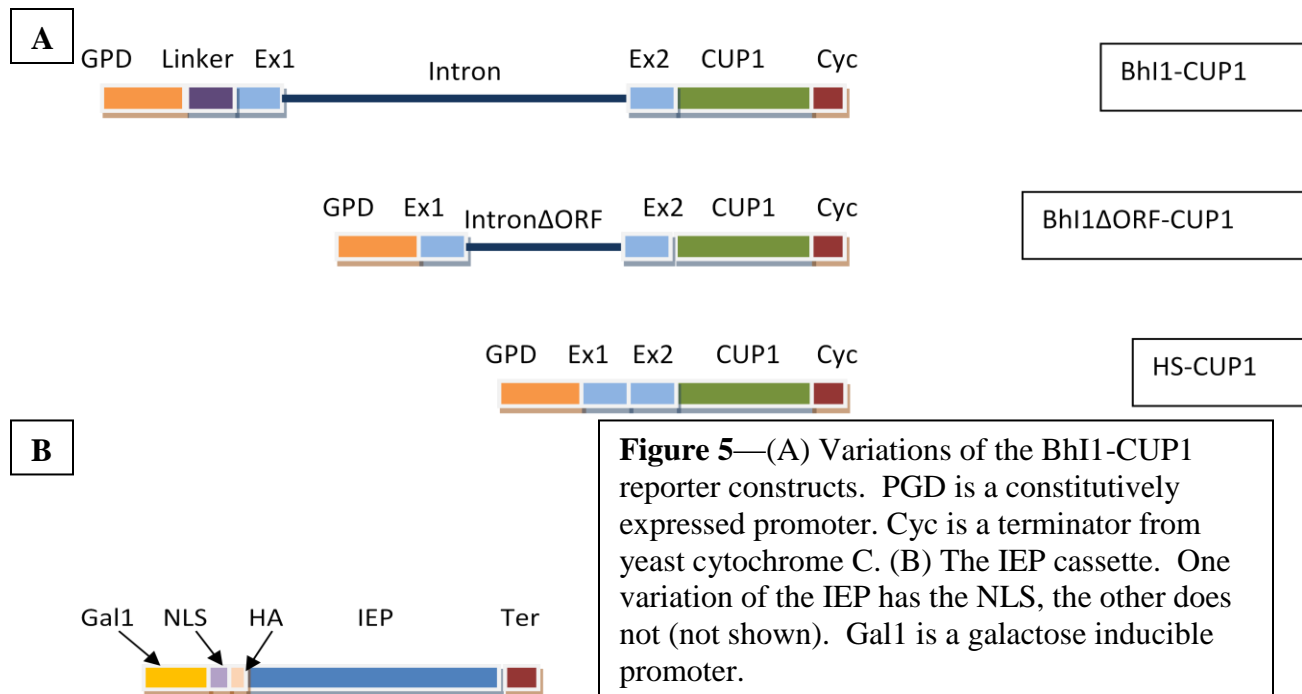 A
GPD Linker Ex1 Intron Ex2 CUP1 Cyc
BhI1-CUP1
GPD Ex1 IntronΔORF Ex2 CUP1 Cyc
BhI1ΔORF-CUP1
GPD Ex1 Ex2 CUP1 Cyc
HS-CUP1
B
Gal1 NLS HA IEP Ter
Figure 5—(A) Variations of the BhI1-CUP1
reporter constructs. PGD is a constitutively
expressed promoter. Cyc is a terminator from
yeast cytochrome C. (B) The IEP cassette. One
variation of the IEP has the NLS, the other does
not (not shown). Gal1 is a galactose inducible
promoter.